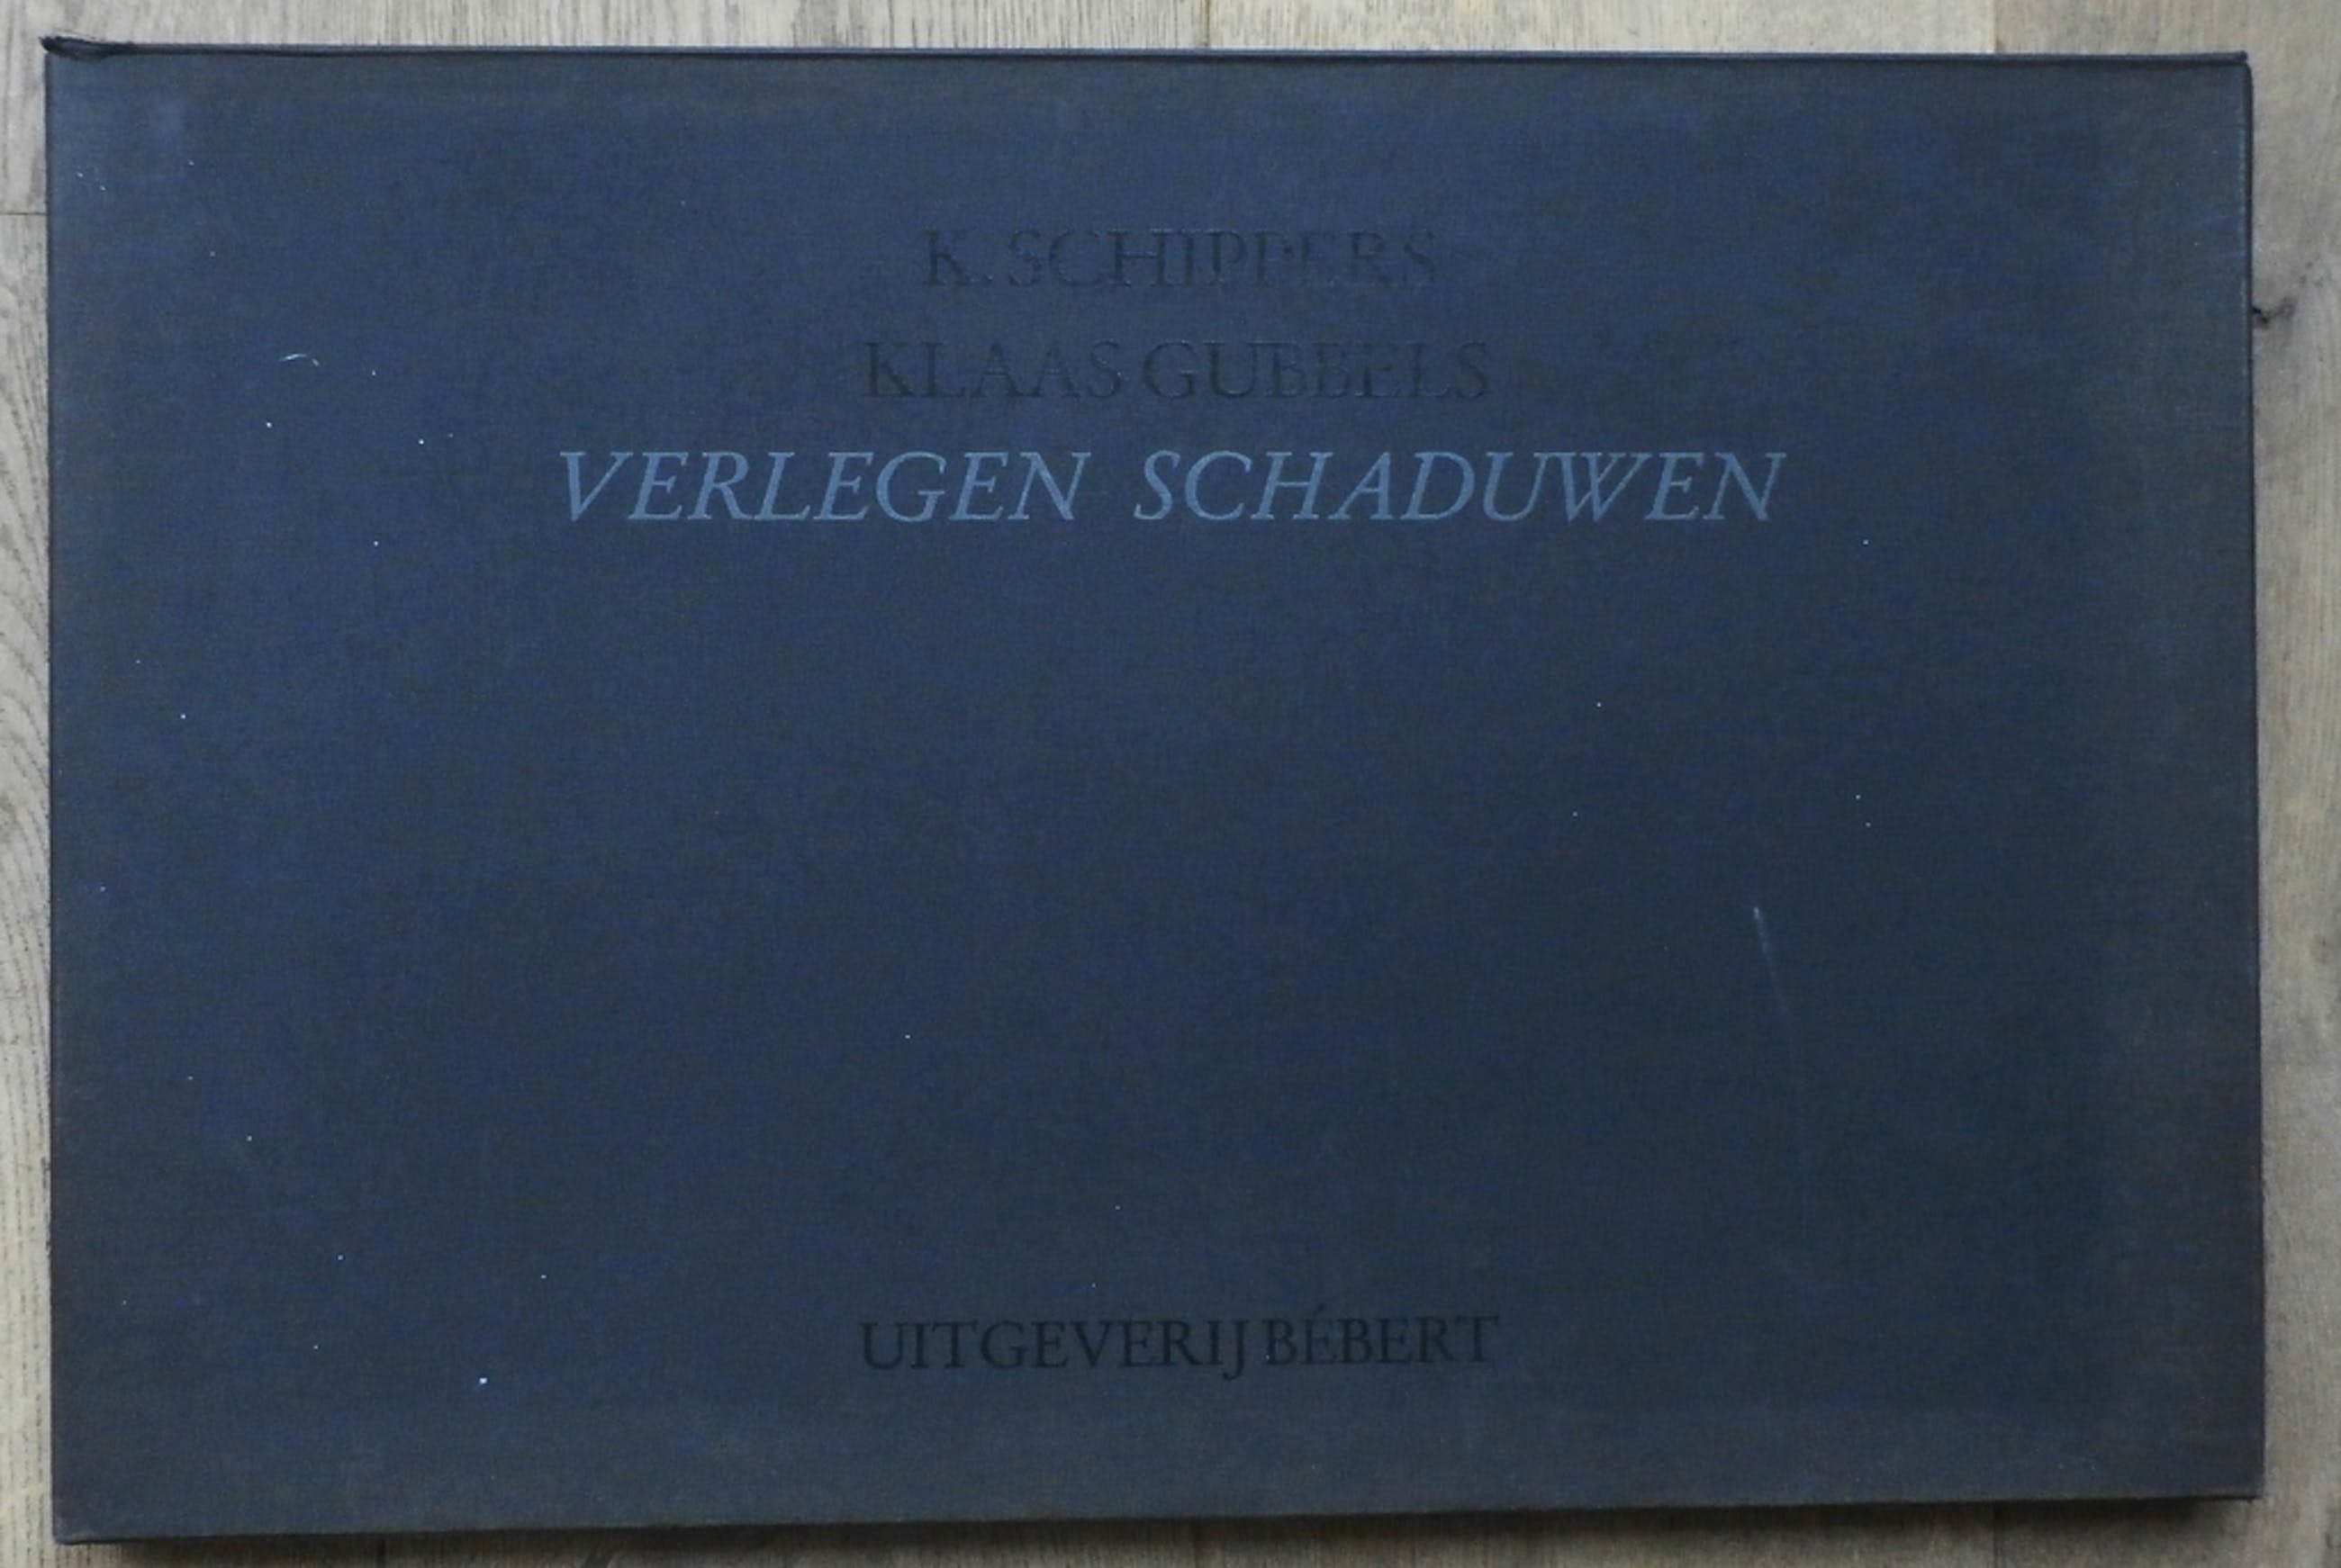 K. SCHIPPERS
KLAAS GUBBELS
VERLEGEN SCHADUWEN
UITGEVERIJ BÉBERT